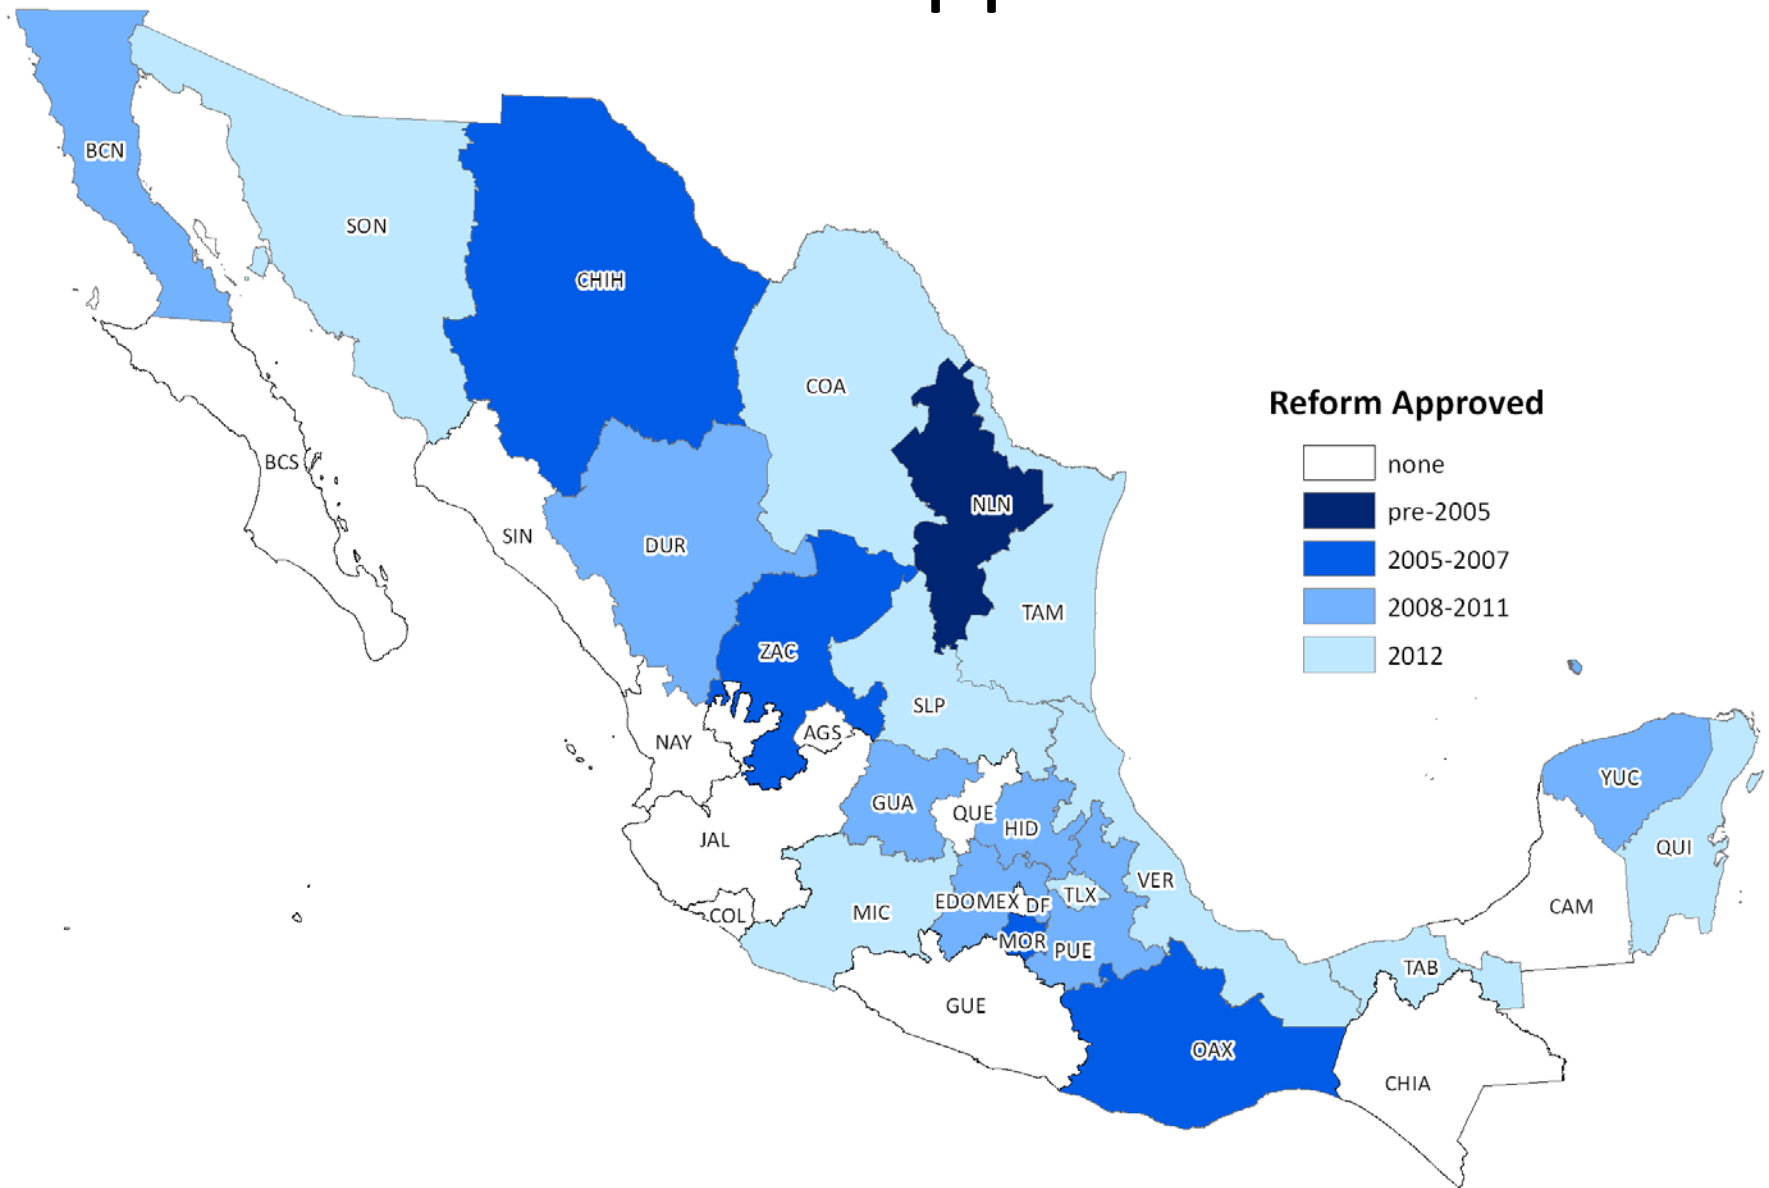 BCN
SON
CHIH
COA
BCS
NLN
SIN
DUR
TAM
ZAC
SLP
AGS
NAY
GUA
QUE
HID
JAL
YUC
QUI
VER
TLX
EDOMEX
DF
COL
MIC
MOR
PUE
CAM
TAB
GUE
OAX
CHIA
Reform Approved
none
pre-2005
2005-2007
2008-2011
2012